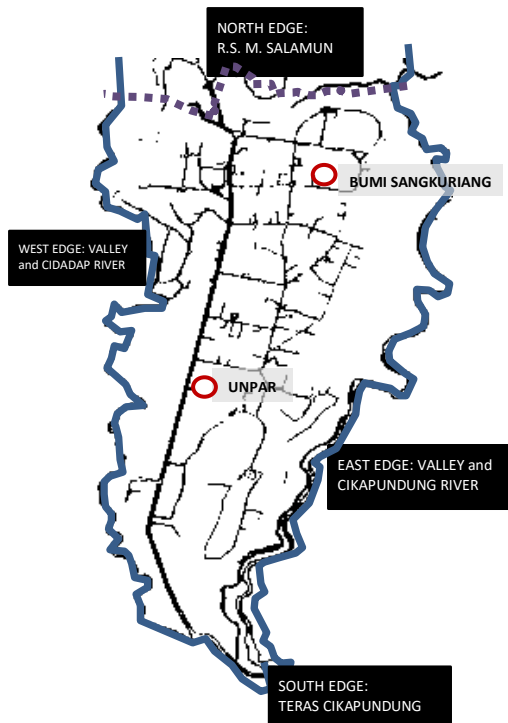 NORTH EDGE:
R.S. M. SALAMUN
BUMI SANGKURIANG
WEST EDGE: VALLEY
and CIDADAP RIVER
UNPAR
EAST EDGE: VALLEY and
CIKAPUNDUNG RIVER
SOUTH EDGE:
TERAS CIKAPUNDUNG